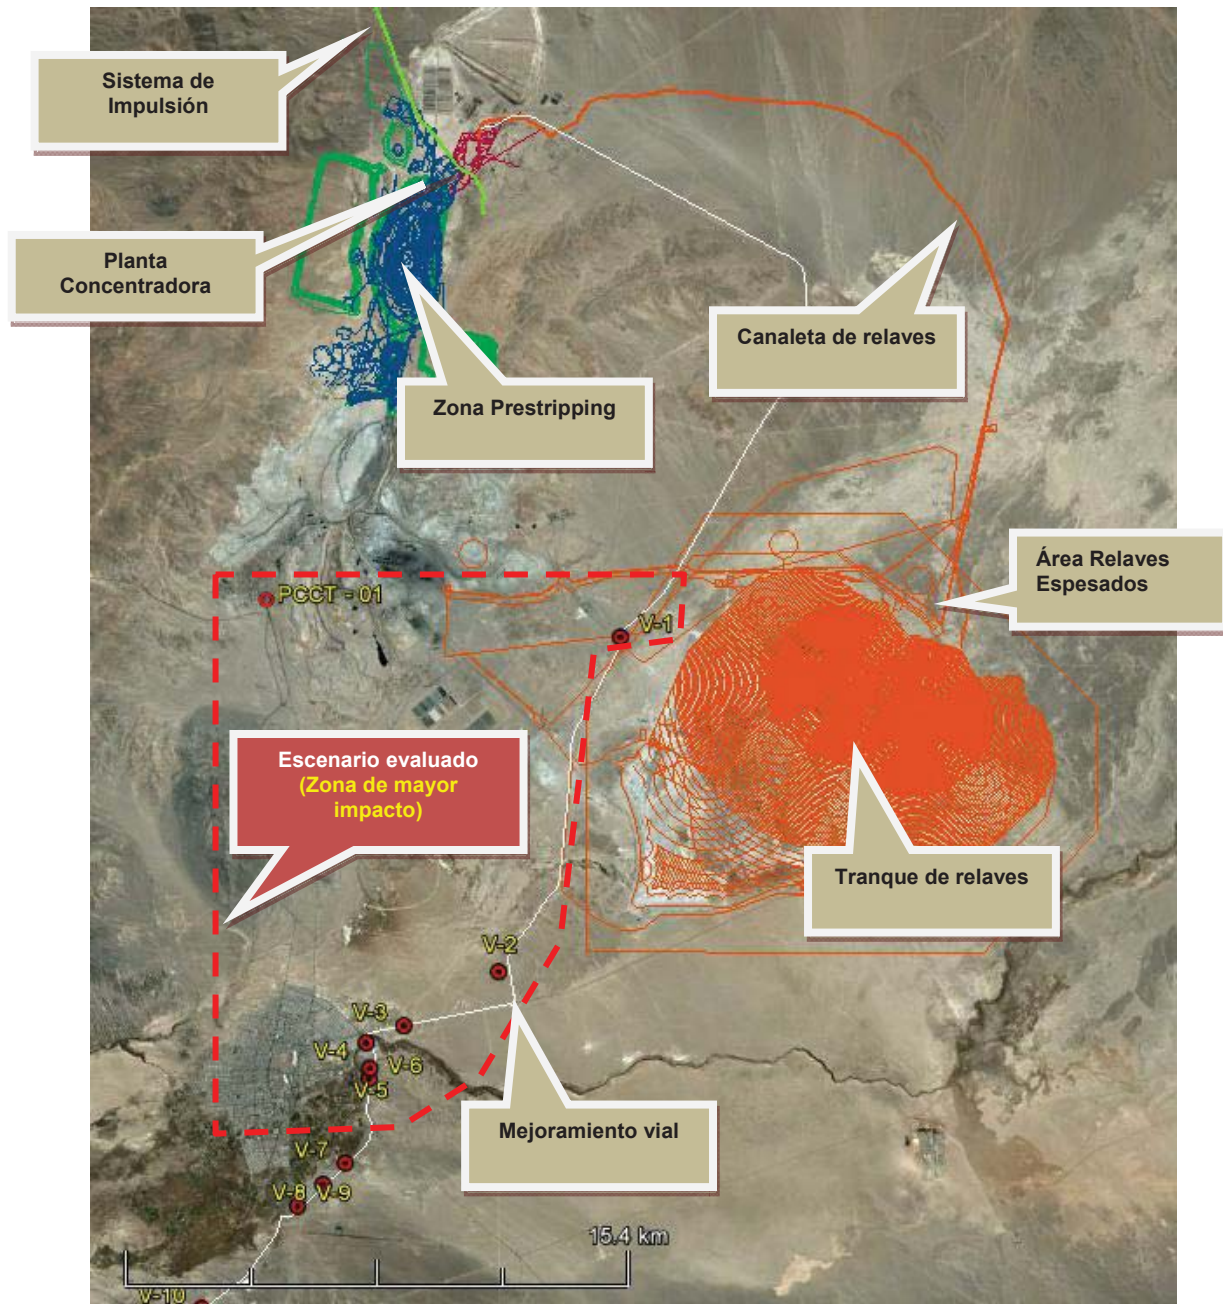 Sistema de
Impulsión
Planta
Concentradora
Canaleta de relaves
Zona Prestripping
Área Relaves
Espesados
PCCT - 01
V-1
Escenario evaluado
(Zona de mayor
impacto)
Tranque de relaves
V-2
V-3
V-4
V-6
V-5
Mejoramiento vial
V-7
V-8
V-9
15.4 km
V-10